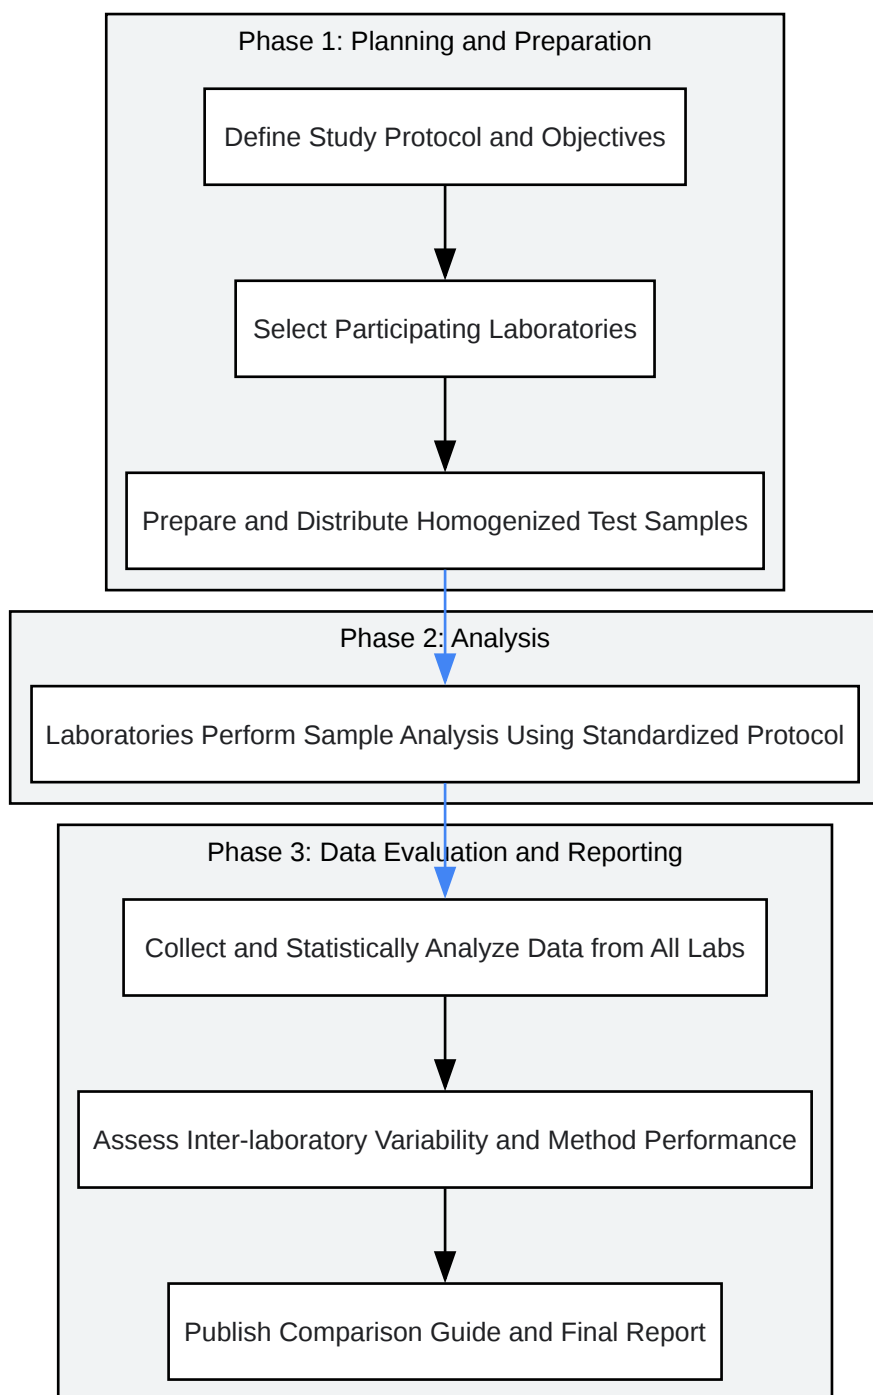 Phase 1: Planning and Preparation
Define Study Protocol and Objectives
Select Participating Laboratories
Prepare and Distribute Homogenized Test Samples
Phase 2: Analysis
Laboratories Perform Sample Analysis Using Standardized Protocol
Phase 3: Data Evaluation and Reporting
Collect and Statistically Analyze Data from All Labs
Assess Inter-laboratory Variability and Method Performance
Publish Comparison Guide and Final Report